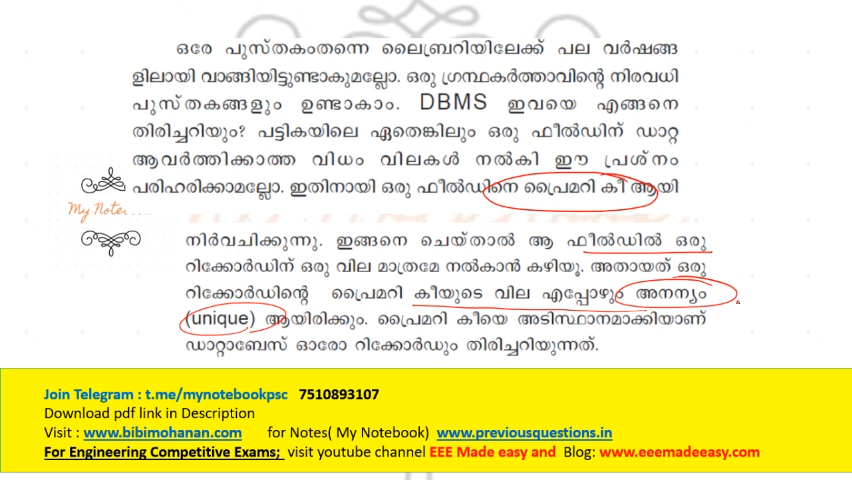 ഒരേ പുസ്തകംതന്നെ ലൈബ്രറിയിലേക്ക് പല വർഷങ്ങ
ളിലായി വാങ്ങിയിട്ടുണ്ടാകുമല്ലോ. ഒരു ഗ്രന്ഥകർത്താവിന്റെ നിരവധി
പുസ്തകങ്ങളും ഉണ്ടാകാം. DBMS ഇവയെ എങ്ങനെ
തിരിച്ചറിയും? പട്ടികയിലെ ഏതെങ്കിലും ഒരു ഫീൽഡിന് ഡാറ്റ
ആവർത്തിക്കാത്ത വിധം വിലകൾ നൽകി ഈ പ്രശ്നം
പരിഹരിക്കാമല്ലോ. ഇതിനായി ഒരു ഫീൽഡിനെ പ്രൈമറി കീ ആയി
My Notes
നിർവചിക്കുന്നു. ഇങ്ങനെ ചെയ്താൽ ആ ഫീൽഡിൽ ഒരു
റിക്കോർഡിന് ഒരു വില മാത്രമേ നൽകാൻ കഴിയൂ. അതായത് ഒരു
റിക്കോർഡിന്റെ പ്രൈമറി കീയുടെ വില എപ്പോഴും അനന്യം
(unique) ആയിരിക്കും. പ്രൈമറി കീയെ അടിസ്ഥാനമാക്കിയാണ്
ഡാറ്റാബേസ് ഓരോ റിക്കോർഡും തിരിച്ചറിയുന്നത്.
Join Telegram : t.me/mynotebookpsc 7510893107
Download pdf link in Description
Visit : www.bibimohanan.com for Notes( My Notebook) www.previousquestions.in
For Engineering Competitive Exams; visit youtube channel EEE Made easy and Blog: www.eeemadeeasy.com